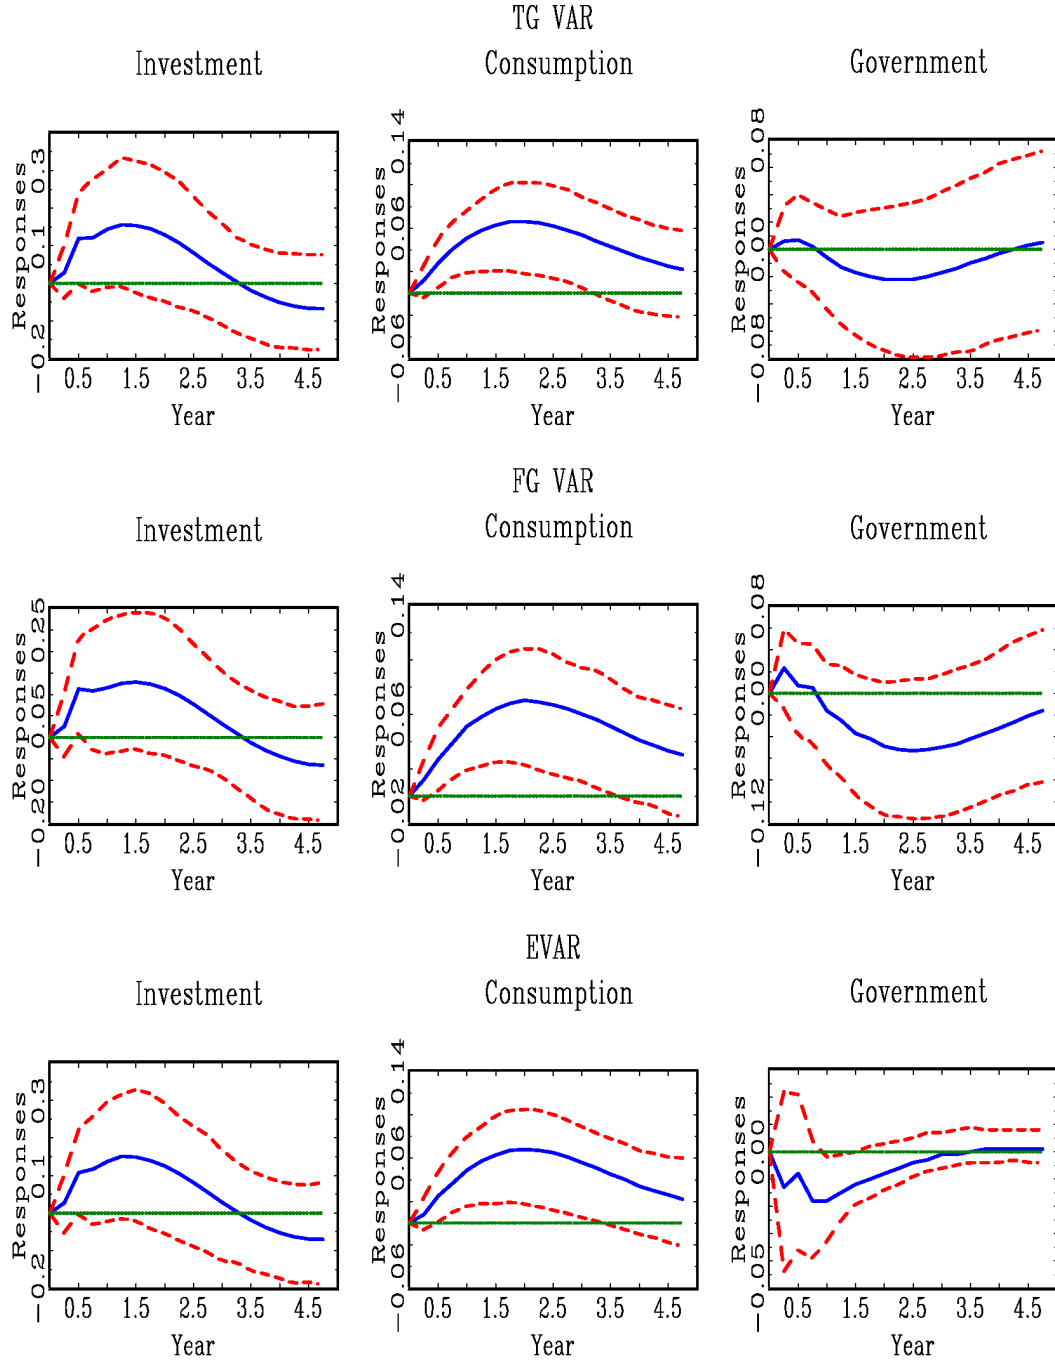 TG VAR
Investment
Consumption
Government
Responses
0.3
0.1
−0.2
0.5 1.5 2.5 3.5 4.5
Year
Responses
0.14
0.06
−0.06
0.5 1.5 2.5 3.5 4.5
Year
Responses
0.08
0.00
−0.08
0.5 1.5 2.5 3.5 4.5
Year
FG VAR
Investment
Consumption
Government
Responses
0.25
0.05
−0.20
0.5 1.5 2.5 3.5 4.5
Year
Responses
0.14
0.06
−0.02
0.5 1.5 2.5 3.5 4.5
Year
Responses
0.08
0.00
−0.12
0.5 1.5 2.5 3.5 4.5
Year
EVAR
Investment
Consumption
Government
Responses
0.3
0.1
−0.2
0.5 1.5 2.5 3.5 4.5
Year
Responses
0.14
0.06
−0.06
0.5 1.5 2.5 3.5 4.5
Year
Responses
0.00
−0.05
0.5 1.5 2.5 3.5 4.5
Year